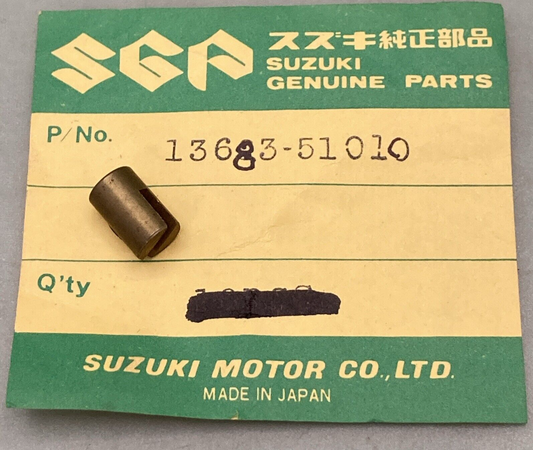 SGP
スズキ純正部品
SUZUKI
GENUINE PARTS
P/No.
13683-51010
Q'ty
SUZUKI MOTOR CO.,LTD.
MADE IN JAPAN